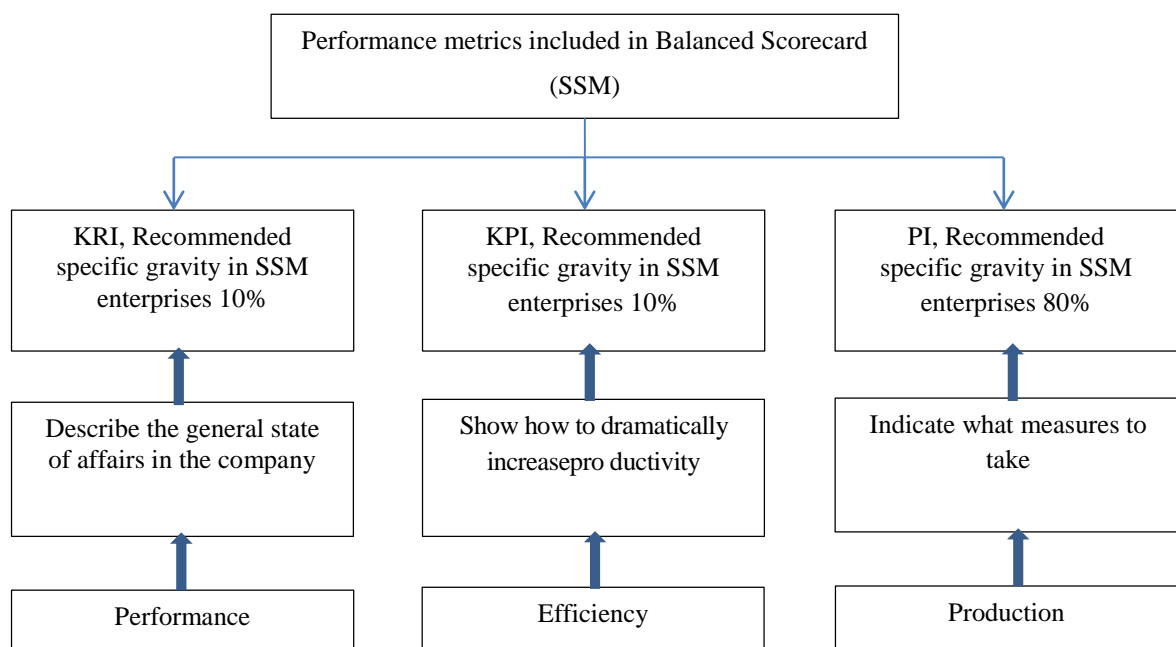 Performance metrics included in Balanced Scorecard
(SSM)
KRI, Recommended
specific gravity in SSM
enterprises 10%
KPI, Recommended
specific gravity in SSM
enterprises 10%
PI, Recommended
specific gravity in SSM
enterprises 80%
Describe the general state
of affairs in the company
Show how to dramatically
increasepro ductivity
Indicate what measures to
take
Performance
Efficiency
Production